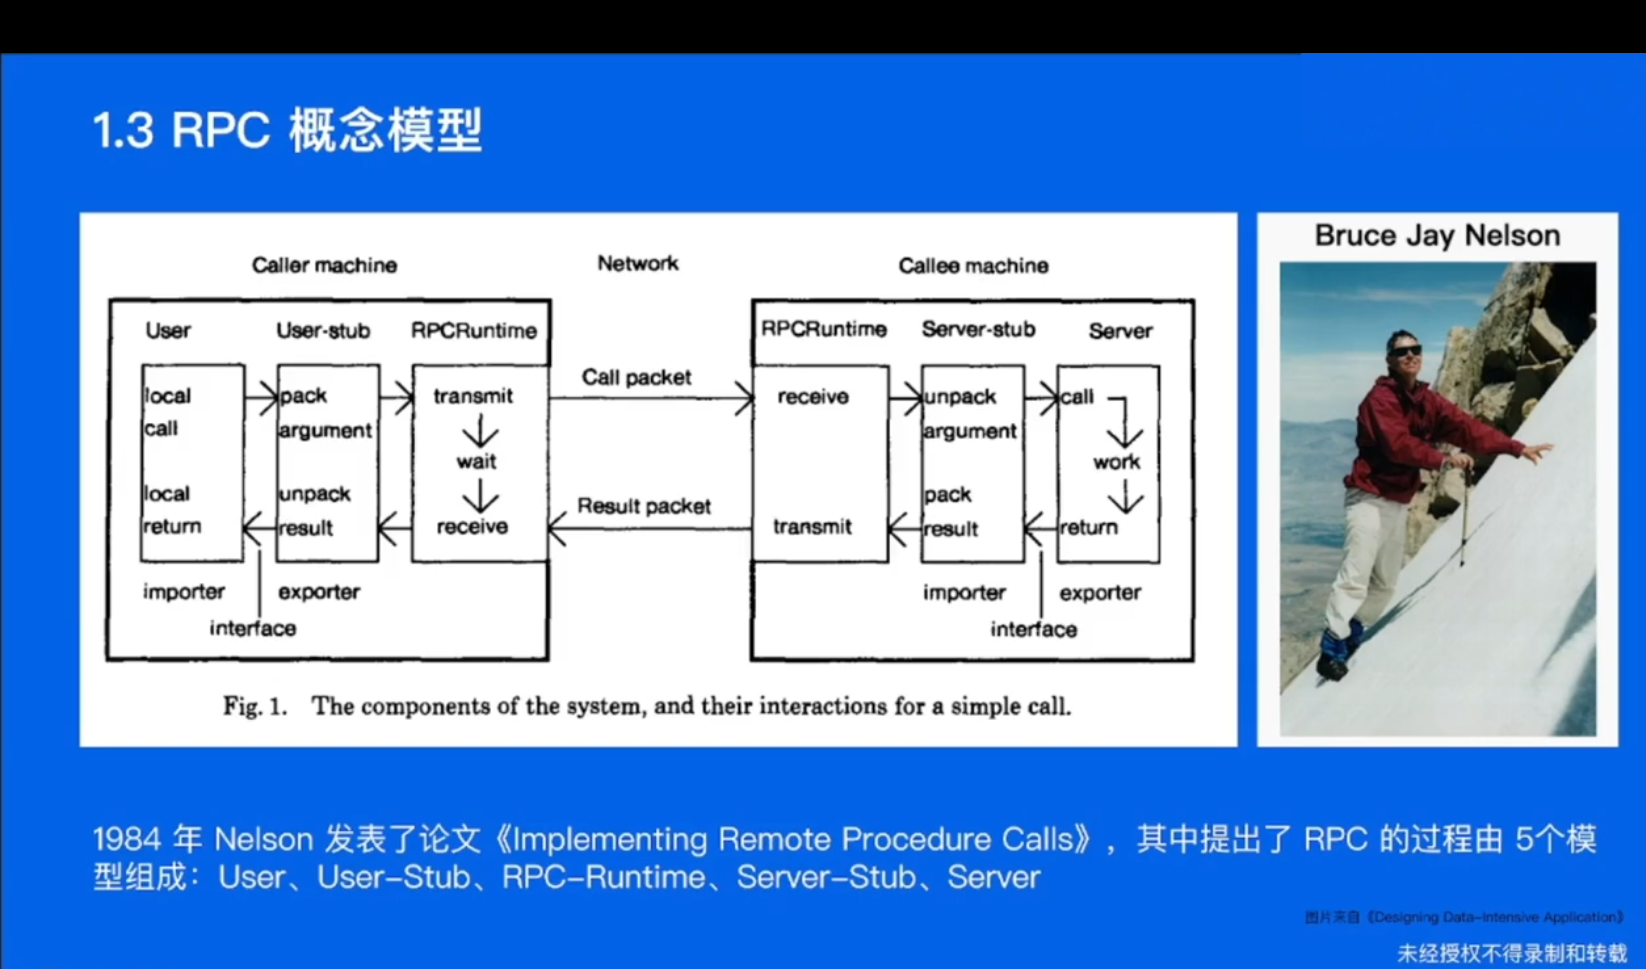 1.3 RPC 概念模型
Bruce Jay Nelson
Caller machine Network Callee machine
User User-stub RPCRuntime RPCRuntime Server-stub Server
local pack transmit Call packet receive unpack call
call argument argument
wait work
local unpack pack
return result receive Result packet transmit result return
importer exporter importer exporter
interface interface
Fig. 1. The components of the system, and their interactions for a simple call.
1984 年 Nelson 发表了论文《Implementing Remote Procedure Calls》，其中提出了 RPC 的过程由 5个模
型组成：User、User-Stub、RPC-Runtime、Server-Stub、Server
图片来自《Designing Data-Intensive Application》
未经授权不得录制和转载